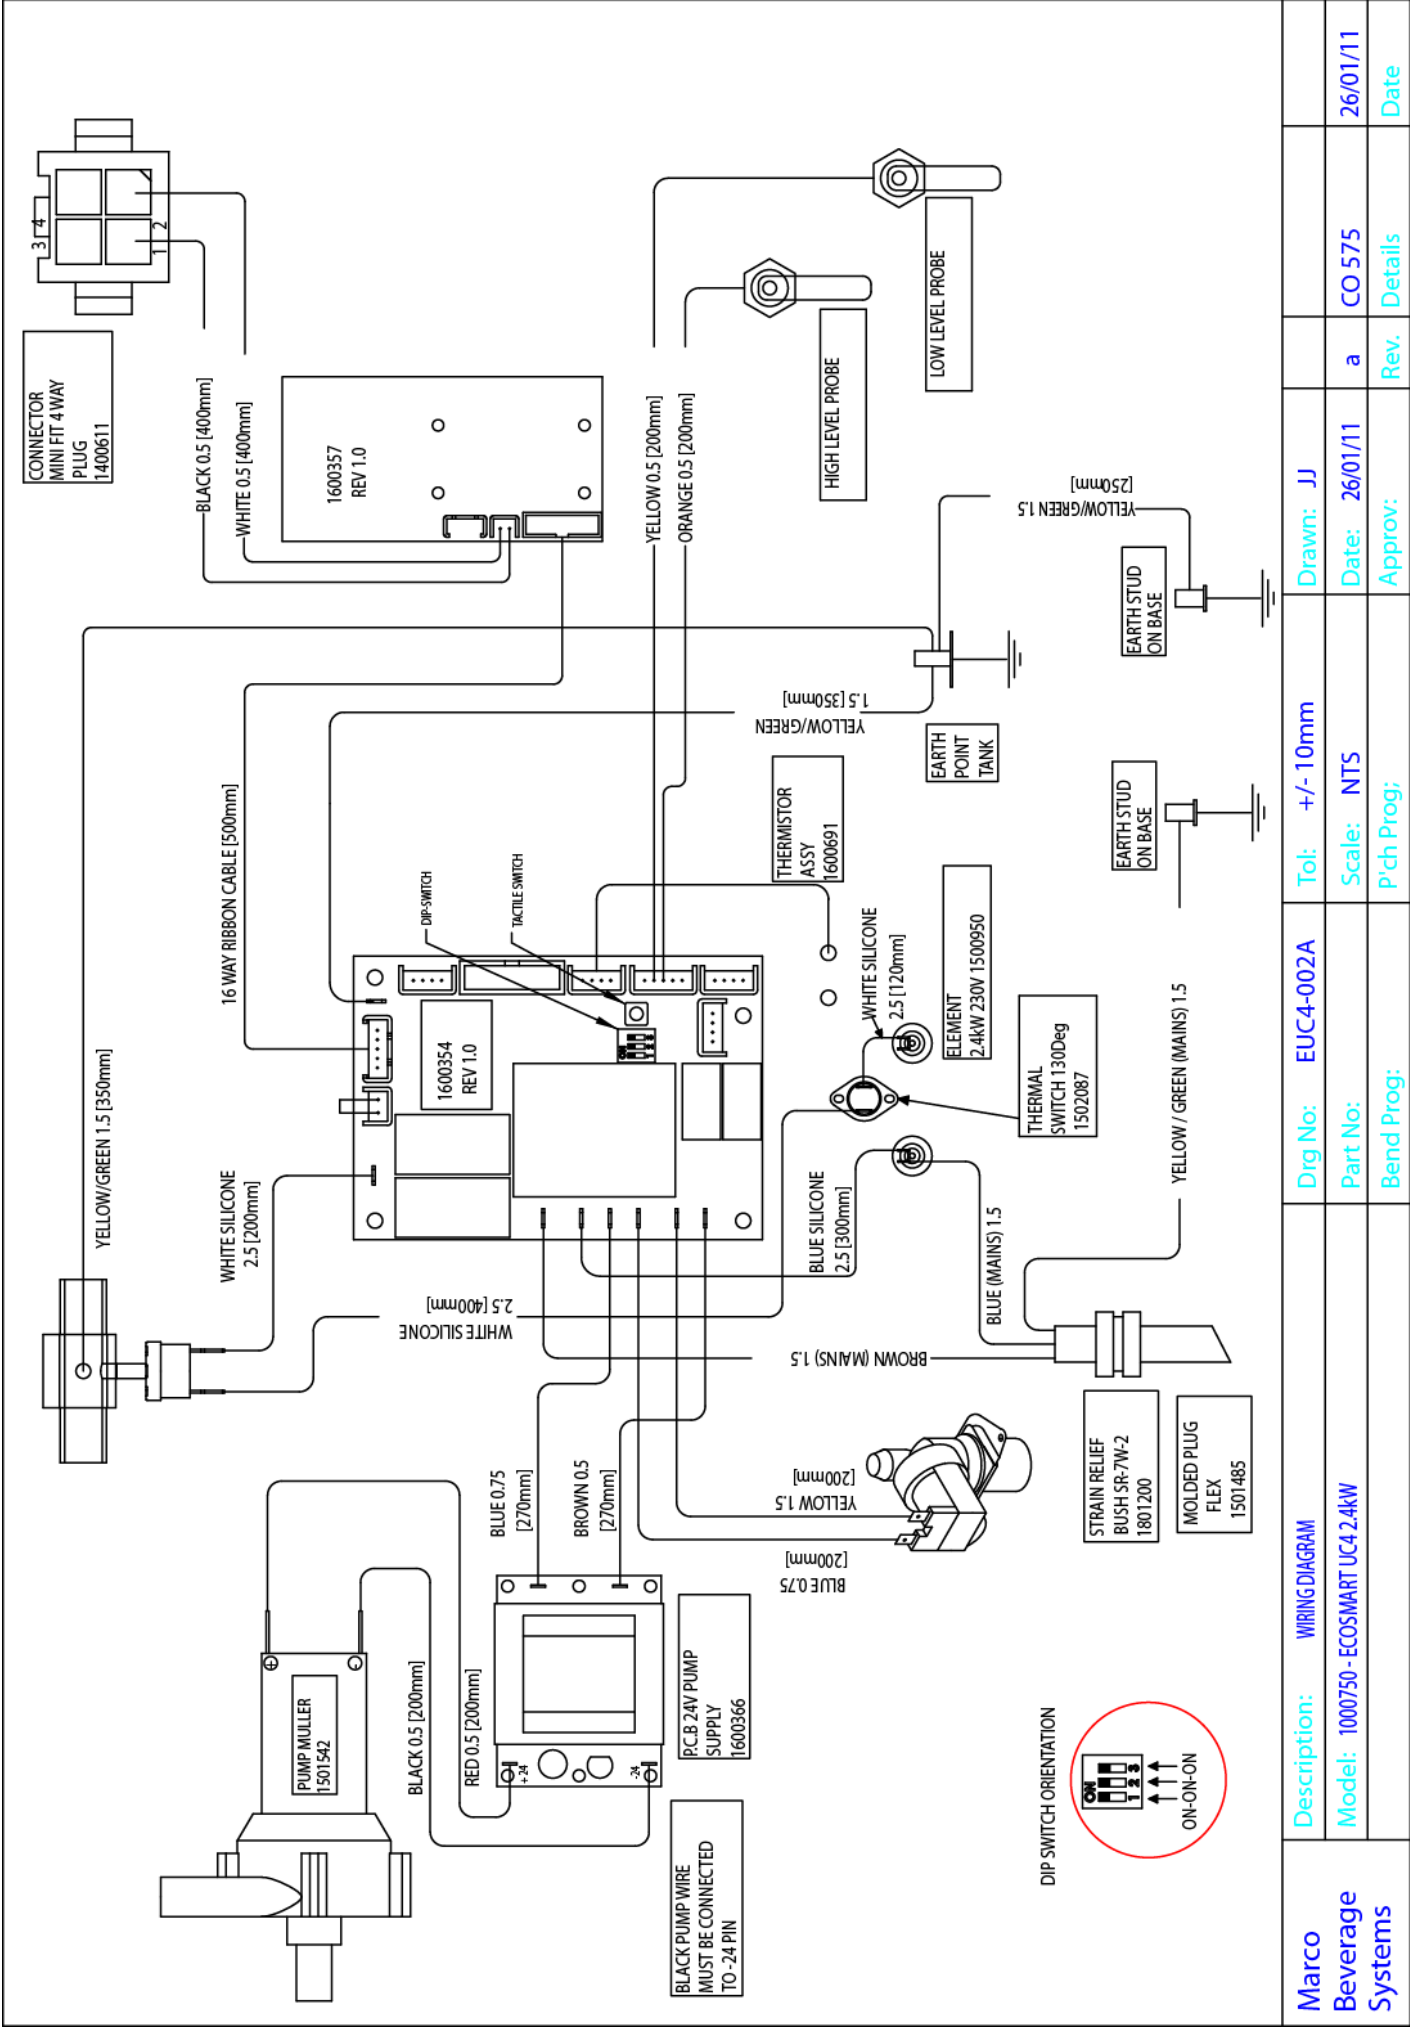 PUMP MULLER
1501542
BLACK 0.5 [200mm]
RED 0.5 [200mm]
+24
-24
P.C.B 24V PUMP
SUPPLY
1600366
BLACK PUMP WIRE
MUST BE CONNECTED
TO -24 PIN
DIP SWITCH ORIENTATION
ON
1 2 3
ON-ON-ON
BLUE 0.75
[270mm]
BROWN 0.5
[270mm]
YELLOW 1.5
[200mm]
BLUE 0.75
[200mm]
STRAIN RELIEF
BUSH SR-7W-2
1801200
MOLDED PLUG
FLEX
1501485
YELLOW/GREEN 1.5 [350mm]
WHITE SILICONE
2.5 [200mm]
WHITE SILICONE
2.5 [400mm]
BROWN (MAINS) 1.5
BLUE SILICONE
2.5 [300mm]
BLUE (MAINS) 1.5
YELLOW / GREEN (MAINS) 1.5
1600354
REV 1.0
ON
1 2 3
DIP-SWITCH
TACTILE SWITCH
16 WAY RIBBON CABLE [500mm]
THERMISTOR
ASSY
1600691
WHITE SILICONE
2.5 [120mm]
ELEMENT
2.4kW 230V 1500950
THERMAL
SWITCH 130Deg
1502087
YELLOW/GREEN
1.5 [350mm]
EARTH
POINT
TANK
EARTH STUD
ON BASE
EARTH STUD
ON BASE
YELLOW/GREEN 1.5
[250mm]
CONNECTOR
MINI FIT 4 WAY
PLUG
1400611
3 4
1 2
BLACK 0.5 [400mm]
WHITE 0.5 [400mm]
1600357
REV 1.0
YELLOW 0.5 [200mm]
ORANGE 0.5 [200mm]
HIGH LEVEL PROBE
LOW LEVEL PROBE
Marco
Beverage
Systems
Description: WIRING DIAGRAM
Model: 1000750 - ECOSMART UC4 2.4kW
Drg No: EUC4-002A
Part No:
Bend Prog:
Tol: +/- 10mm
Scale: NTS
P'ch Prog;
Drawn: JJ
Date: 26/01/11
Approv:
a CO 575 26/01/11
Rev. Details Date